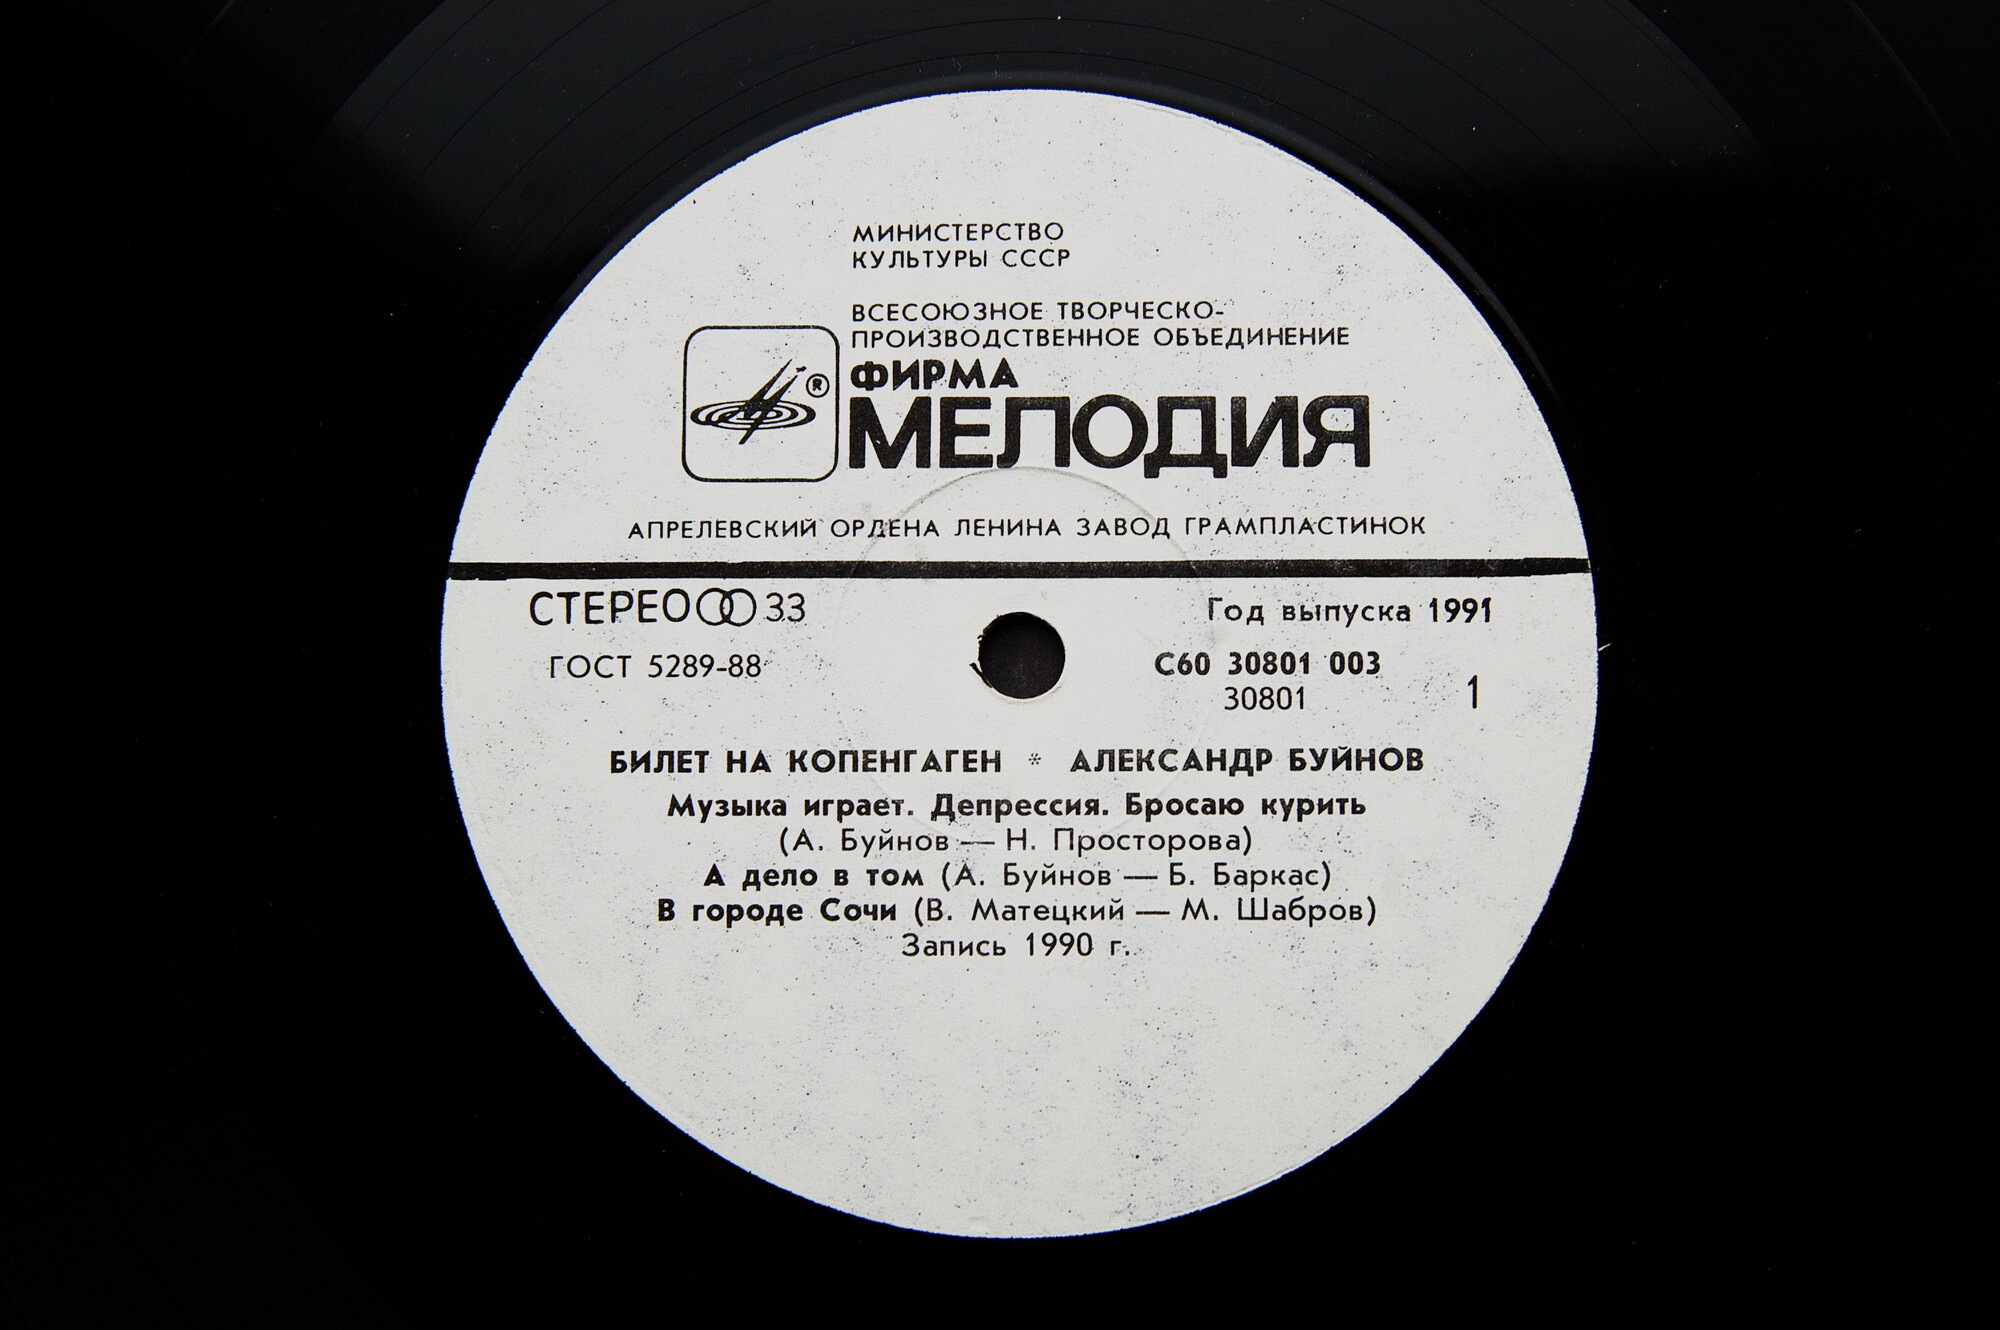 МИНИСТЕРСТВО
КУЛЬТУРЫ СССР
ВСЕСОЮЗНОЕ ТВОРЧЕСКО-
ПРОИЗВОДСТВЕННОЕ ОБЪЕДИНЕНИЕ
ФИРМА
®
МЕЛОДИЯ
АПРЕЛЕВСКИЙ ОРДЕНА ЛЕНИНА ЗАВОД ГРАМПЛАСТИНОК
СТЕРЕО 33
Год выпуска 1991
ГОСТ 5289-88
С60 30801 003
30801
1
БИЛЕТ НА КОПЕНГАГЕН * АЛЕКСАНДР БУЙНОВ
Музыка играет. Депрессия. Бросаю курить
(А. Буйнов — Н. Просторова)
А дело в том (А. Буйнов — Б. Баркас)
В городе Сочи (В. Матецкий — М. Шабров)
Запись 1990 г.